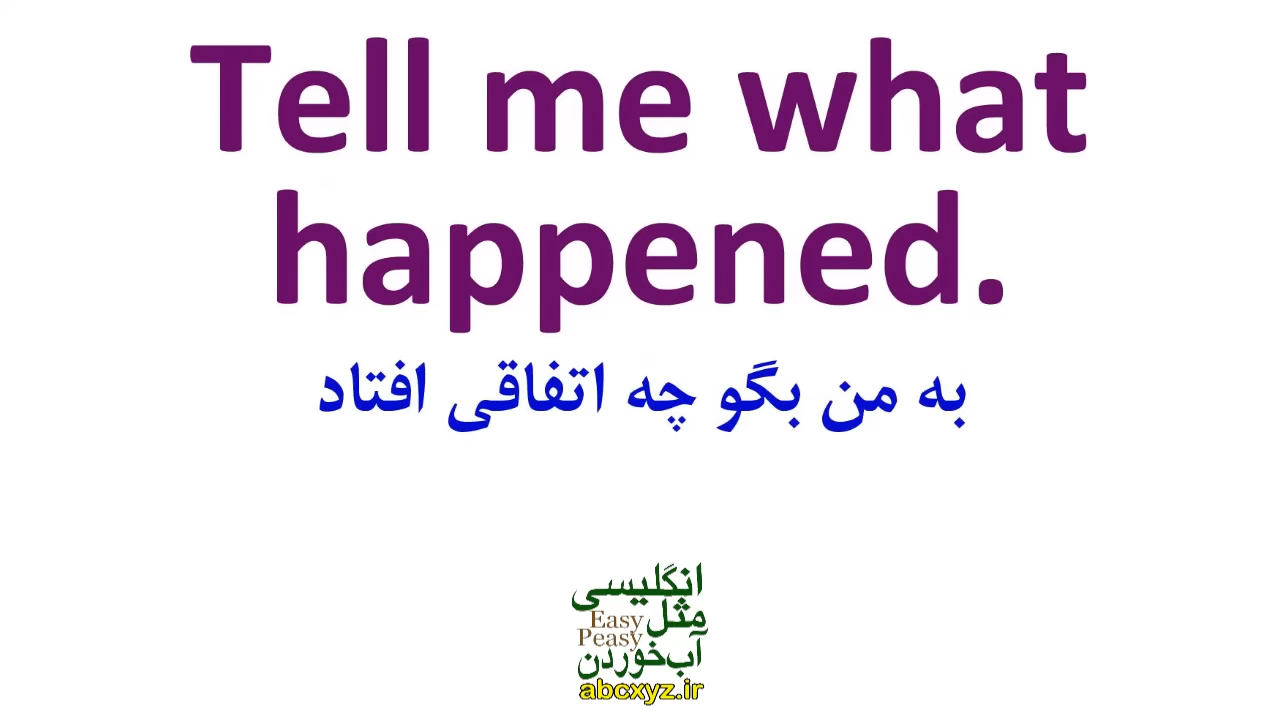 Tell me what
happened.
به من بگو چه اتفاقی افتاد
انگلیسی
مثل
Easy
Peasy
آب‌خوردن
abcxyz.ir